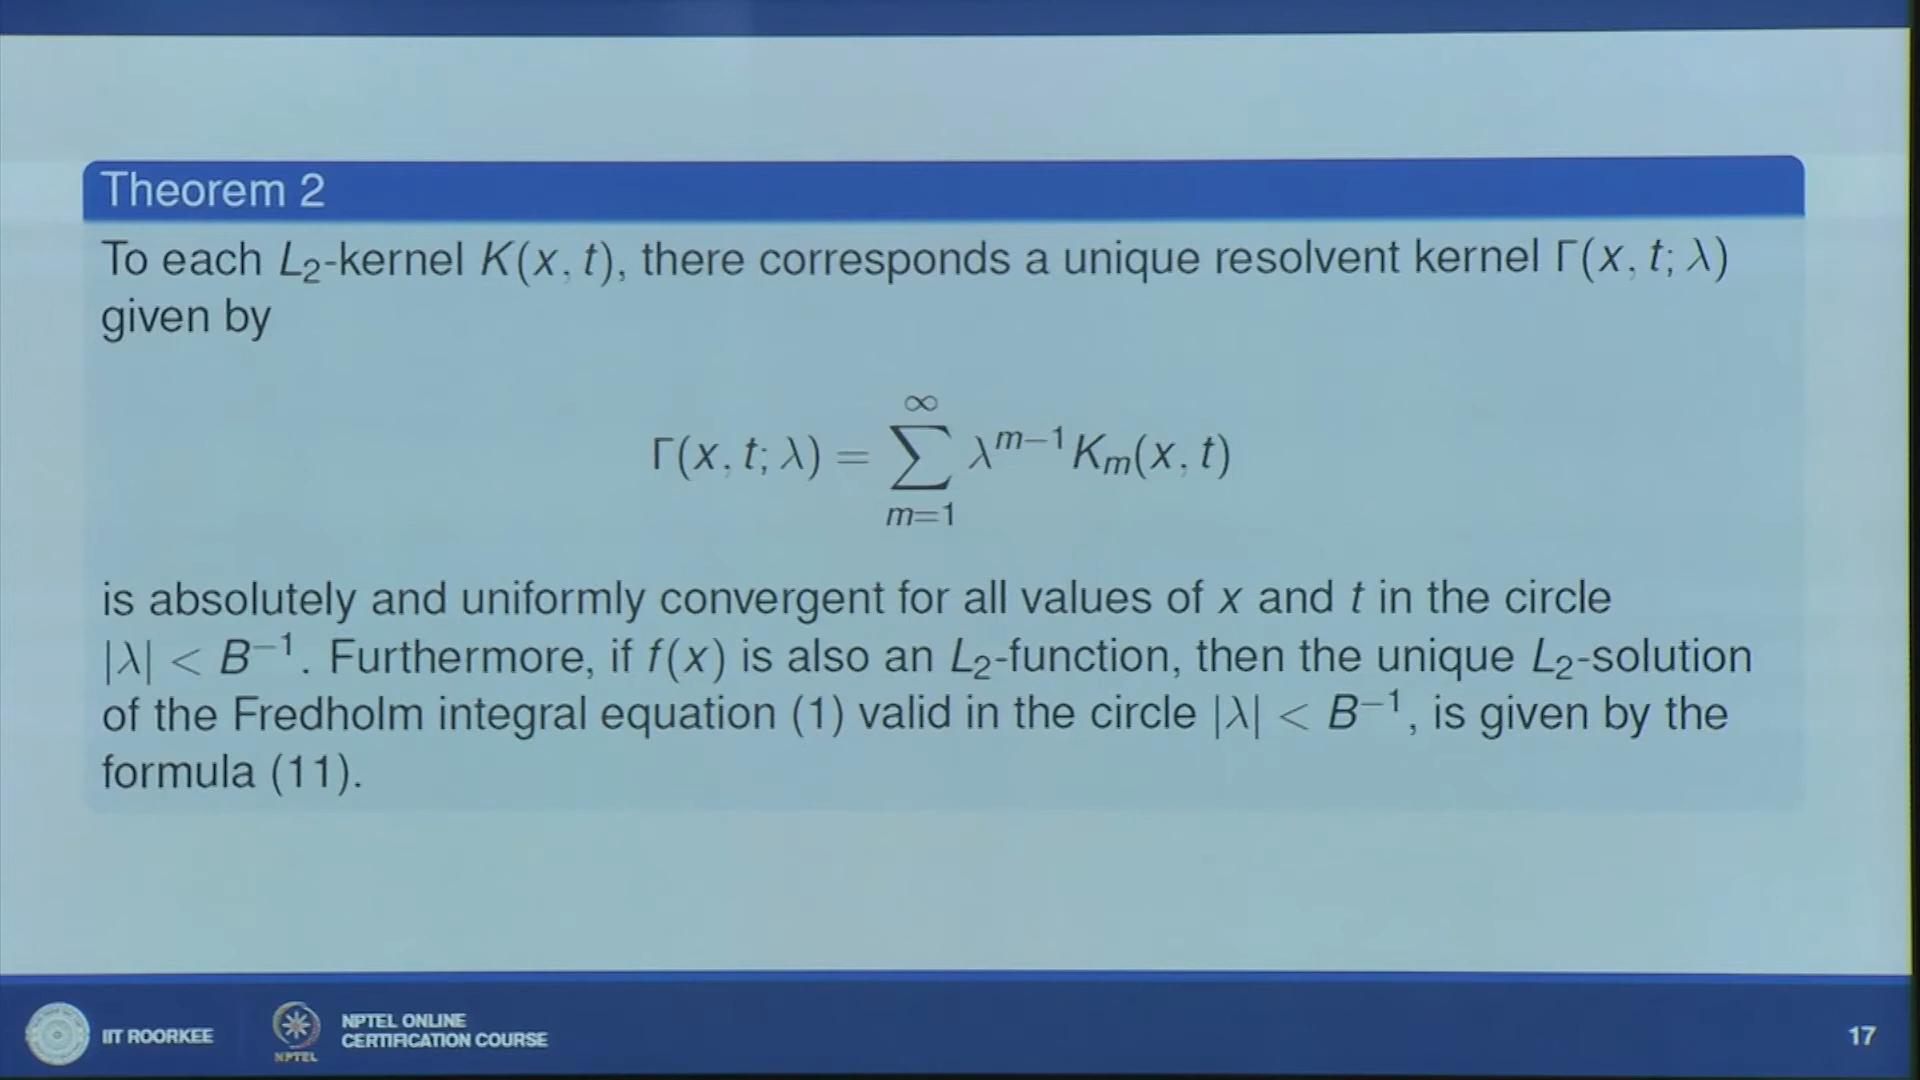 Theorem 2
To each L₂-kernel K(x, t), there corresponds a unique resolvent kernel Γ(x, t; λ)
given by
Γ(x, t; λ) = ∑_{m=1}^{∞} λ^{m−1} K_m(x, t)
is absolutely and uniformly convergent for all values of x and t in the circle
|λ| < B⁻¹. Furthermore, if f(x) is also an L₂-function, then the unique L₂-solution
of the Fredholm integral equation (1) valid in the circle |λ| < B⁻¹, is given by the
formula (11).
IIT ROORKEE
NPTEL
NPTEL ONLINE
CERTIFICATION COURSE
17